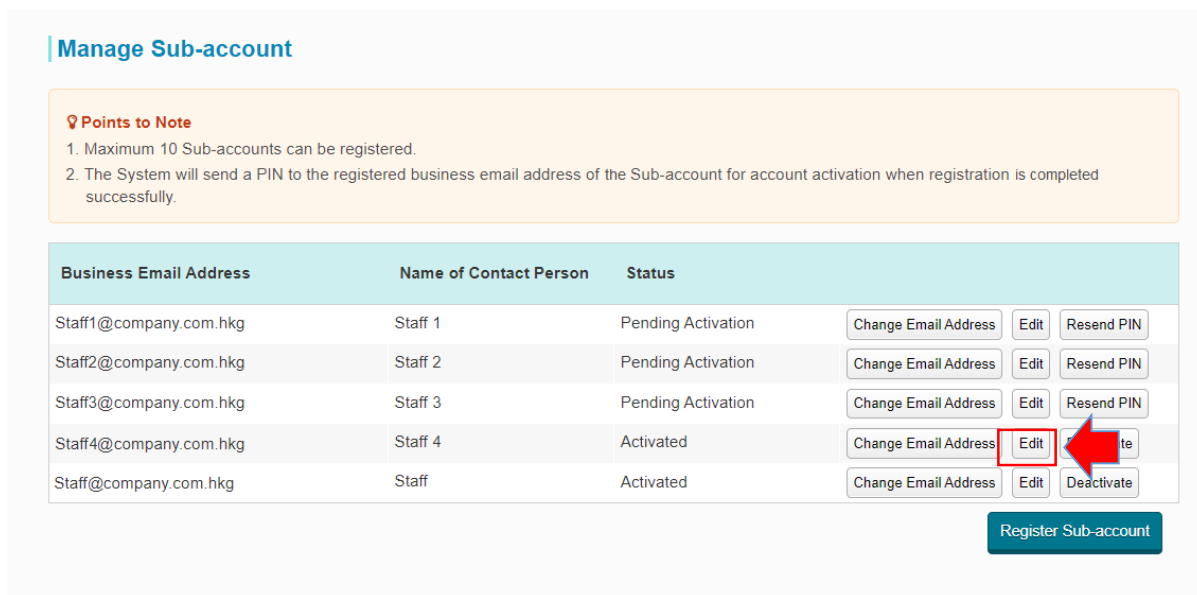 Manage Sub-account
Points to Note
1. Maximum 10 Sub-accounts can be registered.
2. The System will send a PIN to the registered business email address of the Sub-account for account activation when registration is completed
successfully.
Business Email Address Name of Contact Person Status
Staff1@company.com.hkg Staff 1 Pending Activation Change Email Address Edit Resend PIN
Staff2@company.com.hkg Staff 2 Pending Activation Change Email Address Edit Resend PIN
Staff3@company.com.hkg Staff 3 Pending Activation Change Email Address Edit Resend PIN
Staff4@company.com.hkg Staff 4 Activated Change Email Address Edit
Staff@company.com.hkg Staff Activated Change Email Address Edit Deactivate
Register Sub-account